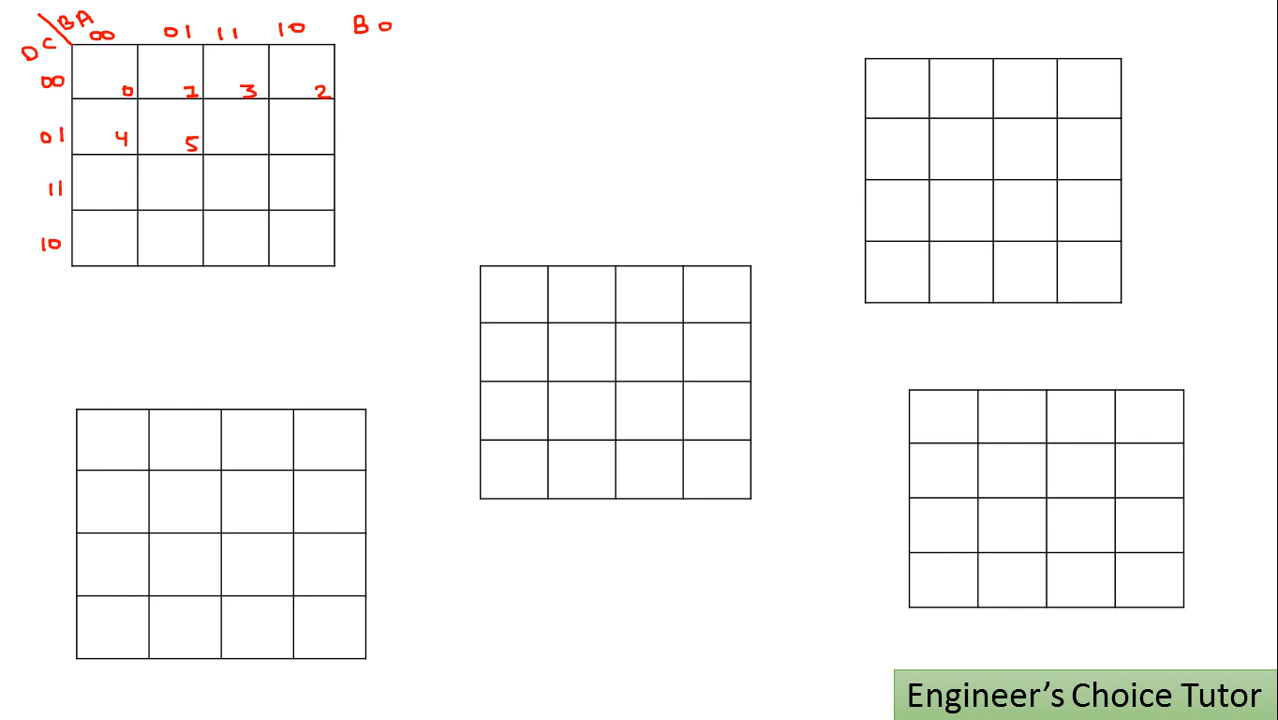 BA
00 01 11 10 B0
DC
00 0 1 3 2
01 4 5
11
10
Engineer's Choice Tutor